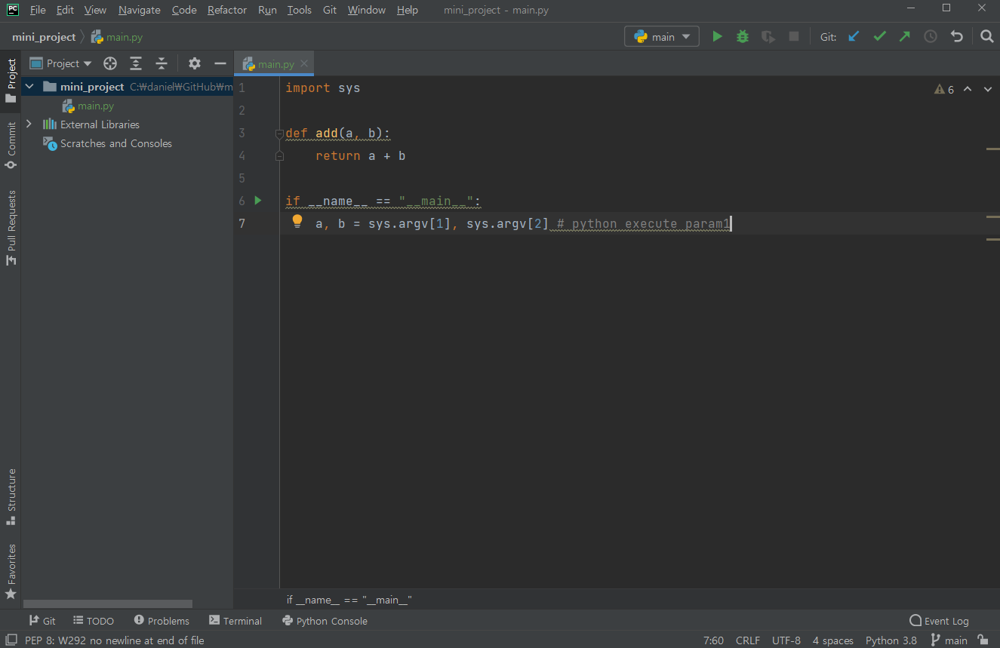 PC File Edit View Navigate Code Refactor Run Tools Git Window Help mini_project - main.py
mini_project main.py main Git:
Project
Commit
Pull Requests
Structure
Favorites
Project
mini_project C:₩daniel₩GitHub₩m
main.py
External Libraries
Scratches and Consoles
main.py
6
1 import sys
2
3 def add(a, b):
4 return a + b
5
6 if __name__ == "__main__":
7 a, b = sys.argv[1], sys.argv[2] # python execute param1
if __name__ == "__main__"
Git TODO Problems Terminal Python Console Event Log
PEP 8: W292 no newline at end of file 7:60 CRLF UTF-8 4 spaces Python 3.8 main